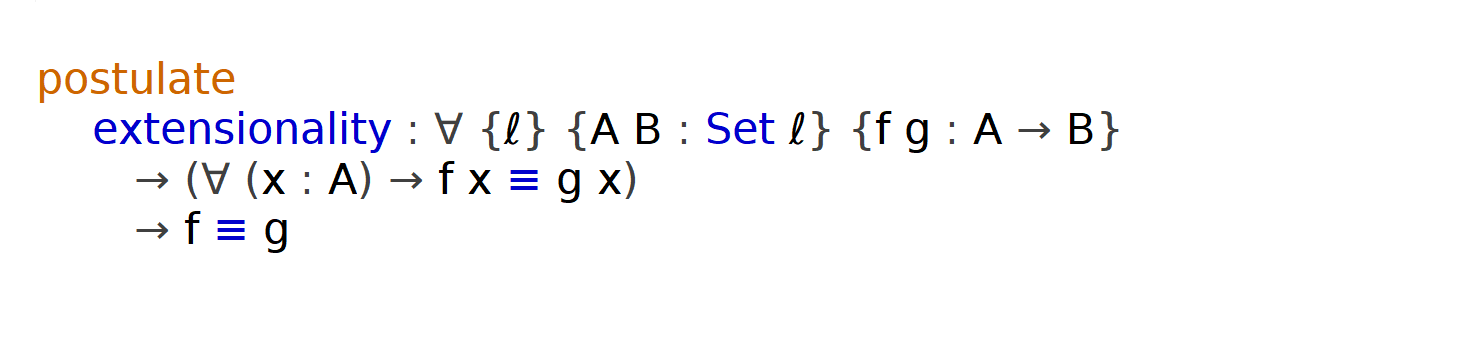 postulate
extensionality : ∀ {ℓ} {A B : Set ℓ} {f g : A → B}
→ (∀ (x : A) → f x ≡ g x)
→ f ≡ g